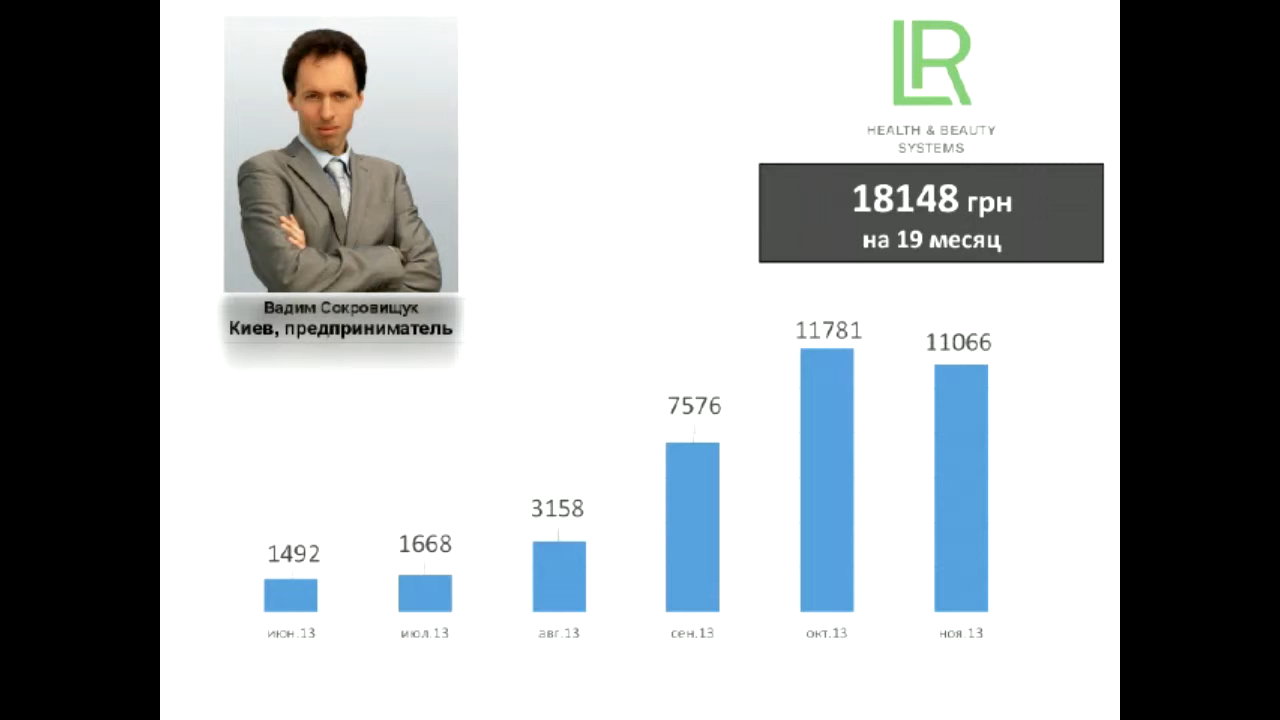 LR
HEALTH & BEAUTY
SYSTEMS
18148 грн
на 19 месяц
Вадим Сокровищук
Киев, предприниматель
1492
1668
3158
7576
11781
11066
июн.13
июл.13
авг.13
сен.13
окт.13
ноя.13